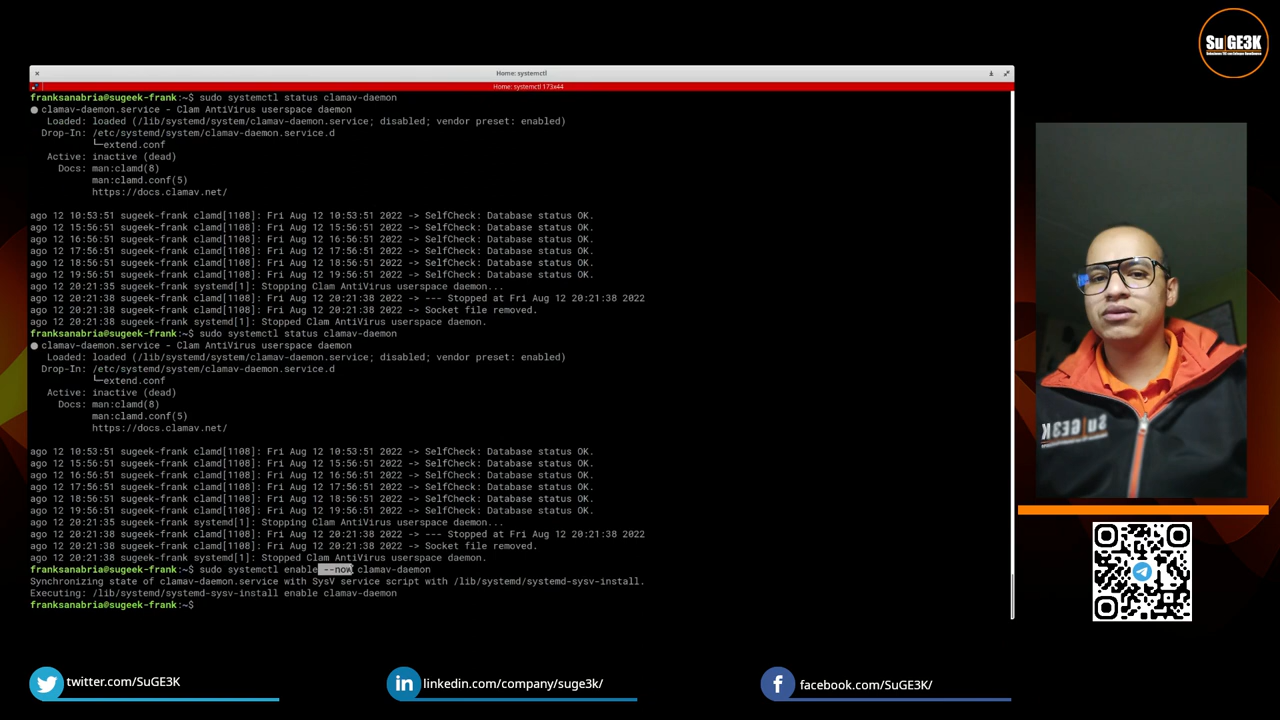 Home: systemctl
Home: systemctl 173x44
franksanabria@sugeek-frank:~$ sudo systemctl status clamav-daemon
● clamav-daemon.service - Clam AntiVirus userspace daemon
Loaded: loaded (/lib/systemd/system/clamav-daemon.service; disabled; vendor preset: enabled)
Drop-In: /etc/systemd/system/clamav-daemon.service.d
└─extend.conf
Active: inactive (dead)
Docs: man:clamd(8)
man:clamd.conf(5)
https://docs.clamav.net/
ago 12 10:53:51 sugeek-frank clamd[1108]: Fri Aug 12 10:53:51 2022 -> SelfCheck: Database status OK.
ago 12 15:56:51 sugeek-frank clamd[1108]: Fri Aug 12 15:56:51 2022 -> SelfCheck: Database status OK.
ago 12 16:56:51 sugeek-frank clamd[1108]: Fri Aug 12 16:56:51 2022 -> SelfCheck: Database status OK.
ago 12 17:56:51 sugeek-frank clamd[1108]: Fri Aug 12 17:56:51 2022 -> SelfCheck: Database status OK.
ago 12 18:56:51 sugeek-frank clamd[1108]: Fri Aug 12 18:56:51 2022 -> SelfCheck: Database status OK.
ago 12 19:56:51 sugeek-frank clamd[1108]: Fri Aug 12 19:56:51 2022 -> SelfCheck: Database status OK.
ago 12 20:21:35 sugeek-frank systemd[1]: Stopping Clam AntiVirus userspace daemon...
ago 12 20:21:38 sugeek-frank clamd[1108]: Fri Aug 12 20:21:38 2022 -> --- Stopped at Fri Aug 12 20:21:38 2022
ago 12 20:21:38 sugeek-frank clamd[1108]: Fri Aug 12 20:21:38 2022 -> Socket file removed.
ago 12 20:21:38 sugeek-frank systemd[1]: Stopped Clam AntiVirus userspace daemon.
franksanabria@sugeek-frank:~$ sudo systemctl status clamav-daemon
● clamav-daemon.service - Clam AntiVirus userspace daemon
Loaded: loaded (/lib/systemd/system/clamav-daemon.service; disabled; vendor preset: enabled)
Drop-In: /etc/systemd/system/clamav-daemon.service.d
└─extend.conf
Active: inactive (dead)
Docs: man:clamd(8)
man:clamd.conf(5)
https://docs.clamav.net/
ago 12 10:53:51 sugeek-frank clamd[1108]: Fri Aug 12 10:53:51 2022 -> SelfCheck: Database status OK.
ago 12 15:56:51 sugeek-frank clamd[1108]: Fri Aug 12 15:56:51 2022 -> SelfCheck: Database status OK.
ago 12 16:56:51 sugeek-frank clamd[1108]: Fri Aug 12 16:56:51 2022 -> SelfCheck: Database status OK.
ago 12 17:56:51 sugeek-frank clamd[1108]: Fri Aug 12 17:56:51 2022 -> SelfCheck: Database status OK.
ago 12 18:56:51 sugeek-frank clamd[1108]: Fri Aug 12 18:56:51 2022 -> SelfCheck: Database status OK.
ago 12 19:56:51 sugeek-frank clamd[1108]: Fri Aug 12 19:56:51 2022 -> SelfCheck: Database status OK.
ago 12 20:21:35 sugeek-frank systemd[1]: Stopping Clam AntiVirus userspace daemon...
ago 12 20:21:38 sugeek-frank clamd[1108]: Fri Aug 12 20:21:38 2022 -> --- Stopped at Fri Aug 12 20:21:38 2022
ago 12 20:21:38 sugeek-frank clamd[1108]: Fri Aug 12 20:21:38 2022 -> Socket file removed.
ago 12 20:21:38 sugeek-frank systemd[1]: Stopped Clam AntiVirus userspace daemon.
franksanabria@sugeek-frank:~$ sudo systemctl enable --now clamav-daemon
Synchronizing state of clamav-daemon.service with SysV service script with /lib/systemd/systemd-sysv-install.
Executing: /lib/systemd/systemd-sysv-install enable clamav-daemon
franksanabria@sugeek-frank:~$
SuGE3K
SuGE3K
twitter.com/SuGE3K
linkedin.com/company/suge3k/
facebook.com/SuGE3K/